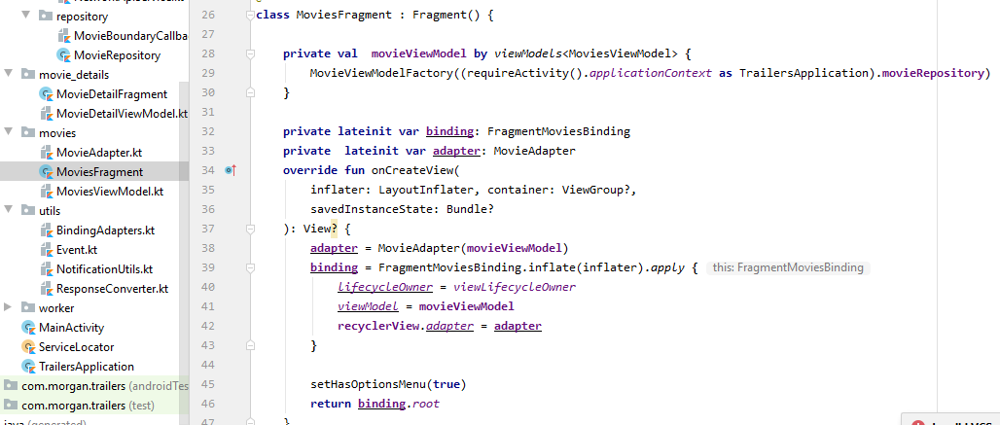 NetworkApiService.kt
repository
MovieBoundaryCallba
MovieRepository
movie_details
MovieDetailFragment
MovieDetailViewModel.kt
movies
MovieAdapter.kt
MoviesFragment
MoviesViewModel.kt
utils
BindingAdapters.kt
Event.kt
NotificationUtils.kt
ResponseConverter.kt
worker
MainActivity
ServiceLocator
TrailersApplication
com.morgan.trailers (androidTes
com.morgan.trailers (test)
java (generated)
26 class MoviesFragment : Fragment() {
27
28 private val  movieViewModel by viewModels<MoviesViewModel> {
29 MovieViewModelFactory((requireActivity().applicationContext as TrailersApplication).movieRepository)
30 }
31
32 private lateinit var binding: FragmentMoviesBinding
33 private  lateinit var adapter: MovieAdapter
34 override fun onCreateView(
35 inflater: LayoutInflater, container: ViewGroup?,
36 savedInstanceState: Bundle?
37 ): View? {
38 adapter = MovieAdapter(movieViewModel)
39 binding = FragmentMoviesBinding.inflate(inflater).apply { this: FragmentMoviesBinding
40 lifecycleOwner = viewLifecycleOwner
41 viewModel = movieViewModel
42 recyclerView.adapter = adapter
43 }
44
45 setHasOptionsMenu(true)
46 return binding.root
47 }